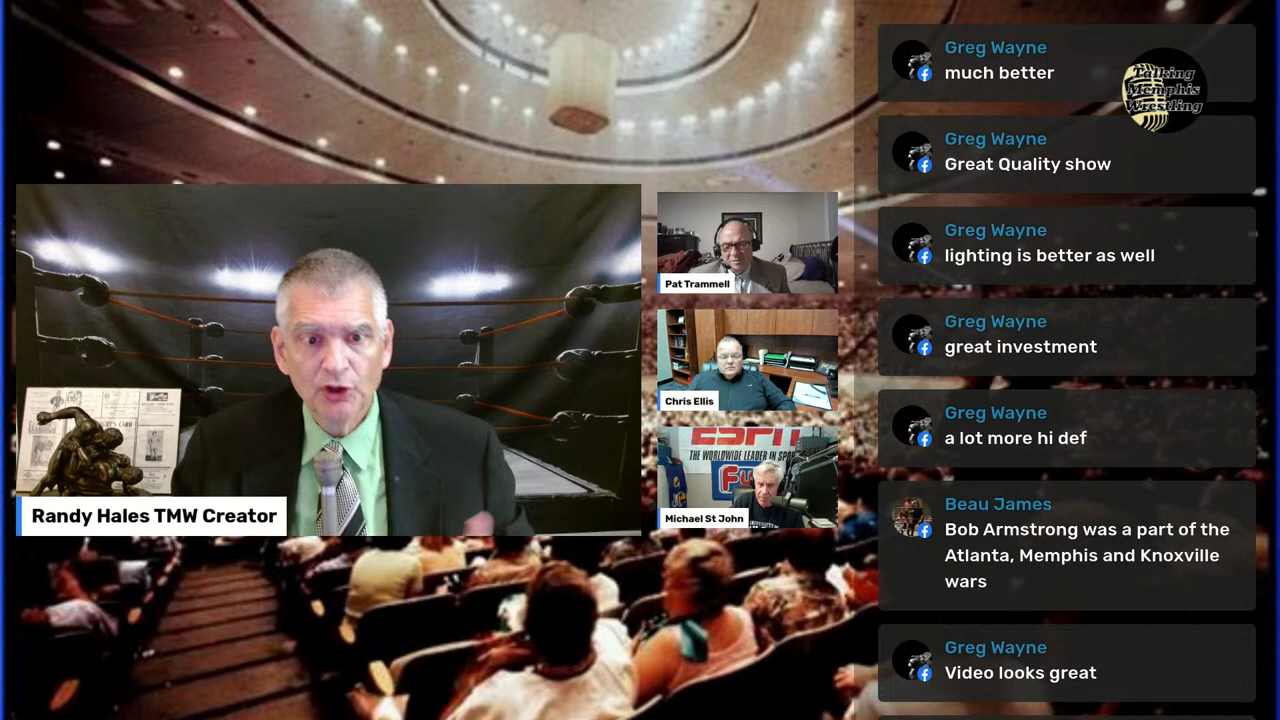 Randy Hales TMW Creator
Pat Trammell
Chris Ellis
ESPN
THE WORLDWIDE LEADER IN SPOR
Michael St John
Greg Wayne
much better
Talking
Memphis
Wrestling
Greg Wayne
Great Quality show
Greg Wayne
lighting is better as well
Greg Wayne
great investment
Greg Wayne
a lot more hi def
Beau James
Bob Armstrong was a part of the
Atlanta, Memphis and Knoxville
wars
Greg Wayne
Video looks great